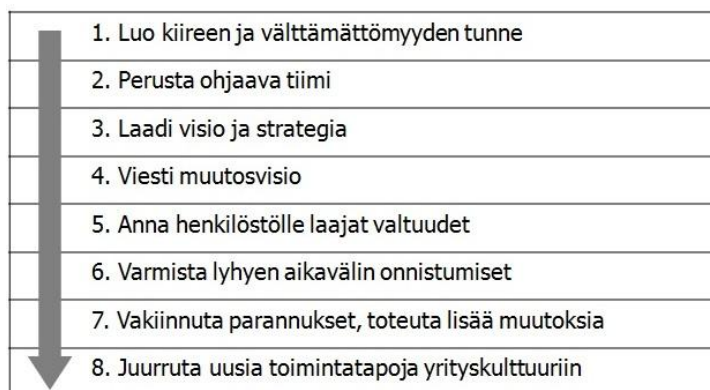 1. Luo kiireen ja välttämättömyyden tunne
2. Perusta ohjaava tiimi
3. Laadi visio ja strategia
4. Viesti muutosvisio
5. Anna henkilöstölle laajat valtuudet
6. Varmista lyhyen aikavälin onnistumiset
7. Vakiinnuta parannukset, toteuta lisää muutoksia
8. Juurruta uusia toimintatapoja yrityskulttuuriin